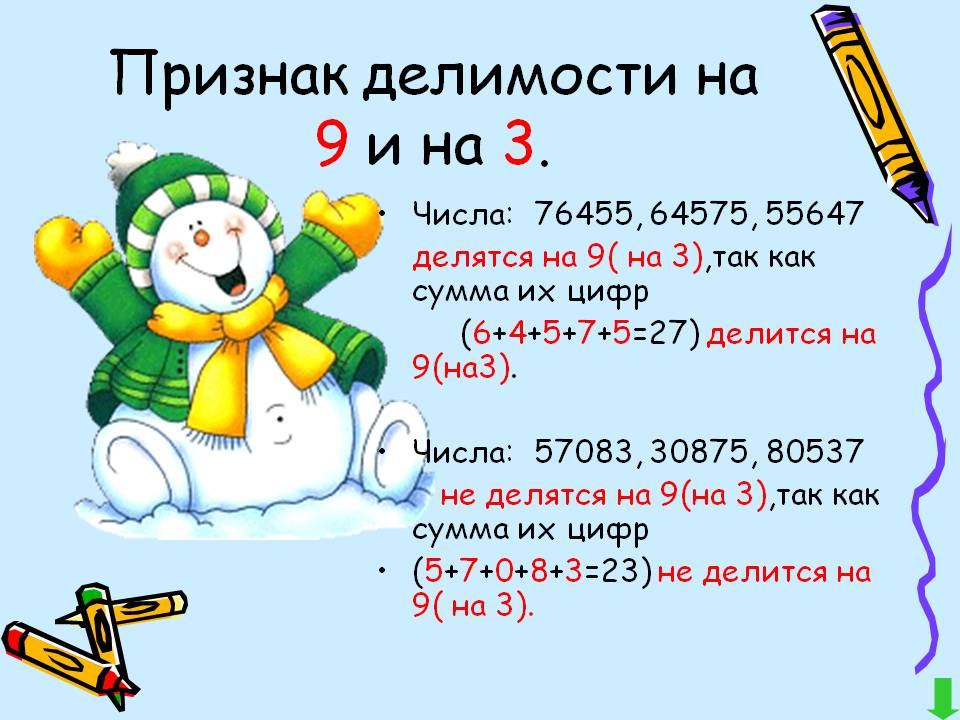 Признак делимости на
9 и на 3.
• Числа: 76455, 64575, 55647
делятся на 9( на 3),так как
сумма их цифр
(6+4+5+7+5=27) делится на
9(на3).
• Числа: 57083, 30875, 80537
не делятся на 9(на 3),так как
сумма их цифр
• (5+7+0+8+3=23) не делится на
9( на 3).